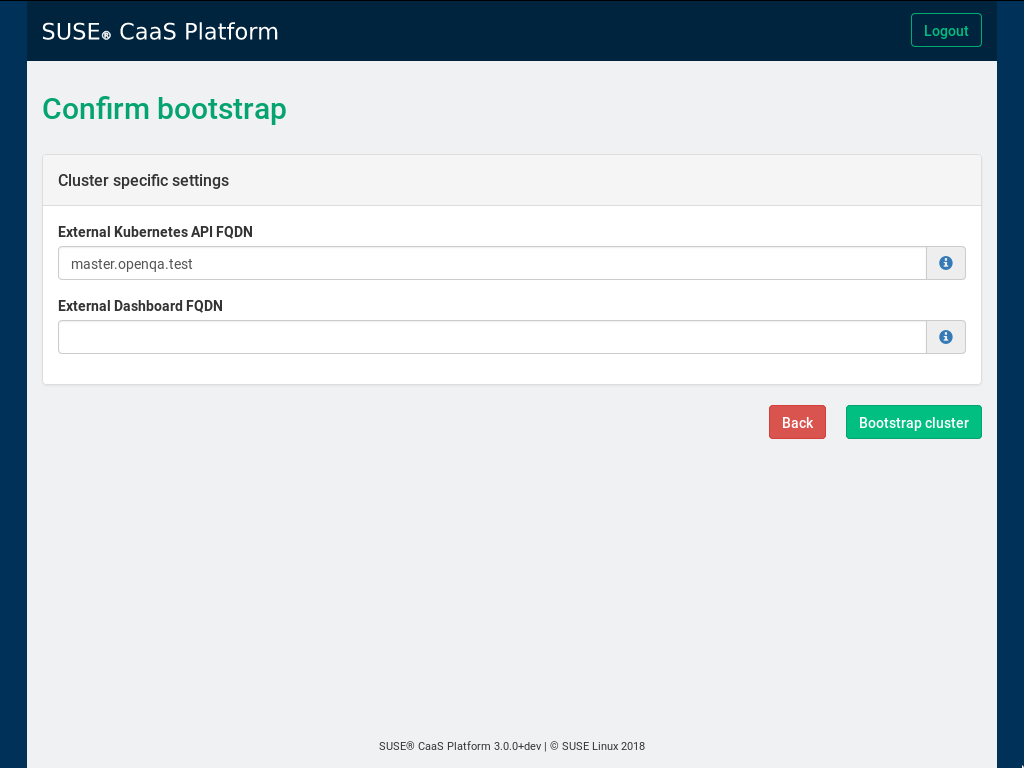 SUSE® CaaS Platform
Logout
Confirm bootstrap
Cluster specific settings
External Kubernetes API FQDN
master.openqa.test
External Dashboard FQDN
Back
Bootstrap cluster
SUSE® CaaS Platform 3.0.0+dev | © SUSE Linux 2018